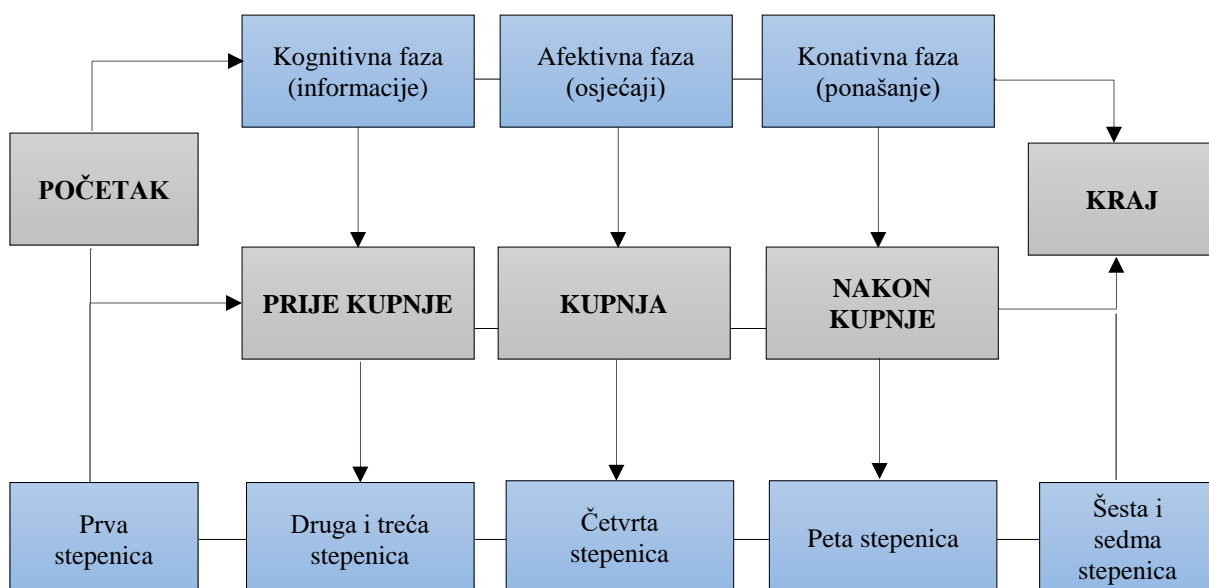 Kognitivna faza
(informacije)
Afektivna faza
(osjećaji)
Konativna faza
(ponašanje)
POČETAK
KRAJ
PRIJE KUPNJE
KUPNJA
NAKON
KUPNJE
Prva
stepenica
Druga i treća
stepenica
Četvrta
stepenica
Peta stepenica
Šesta i
sedma
stepenica